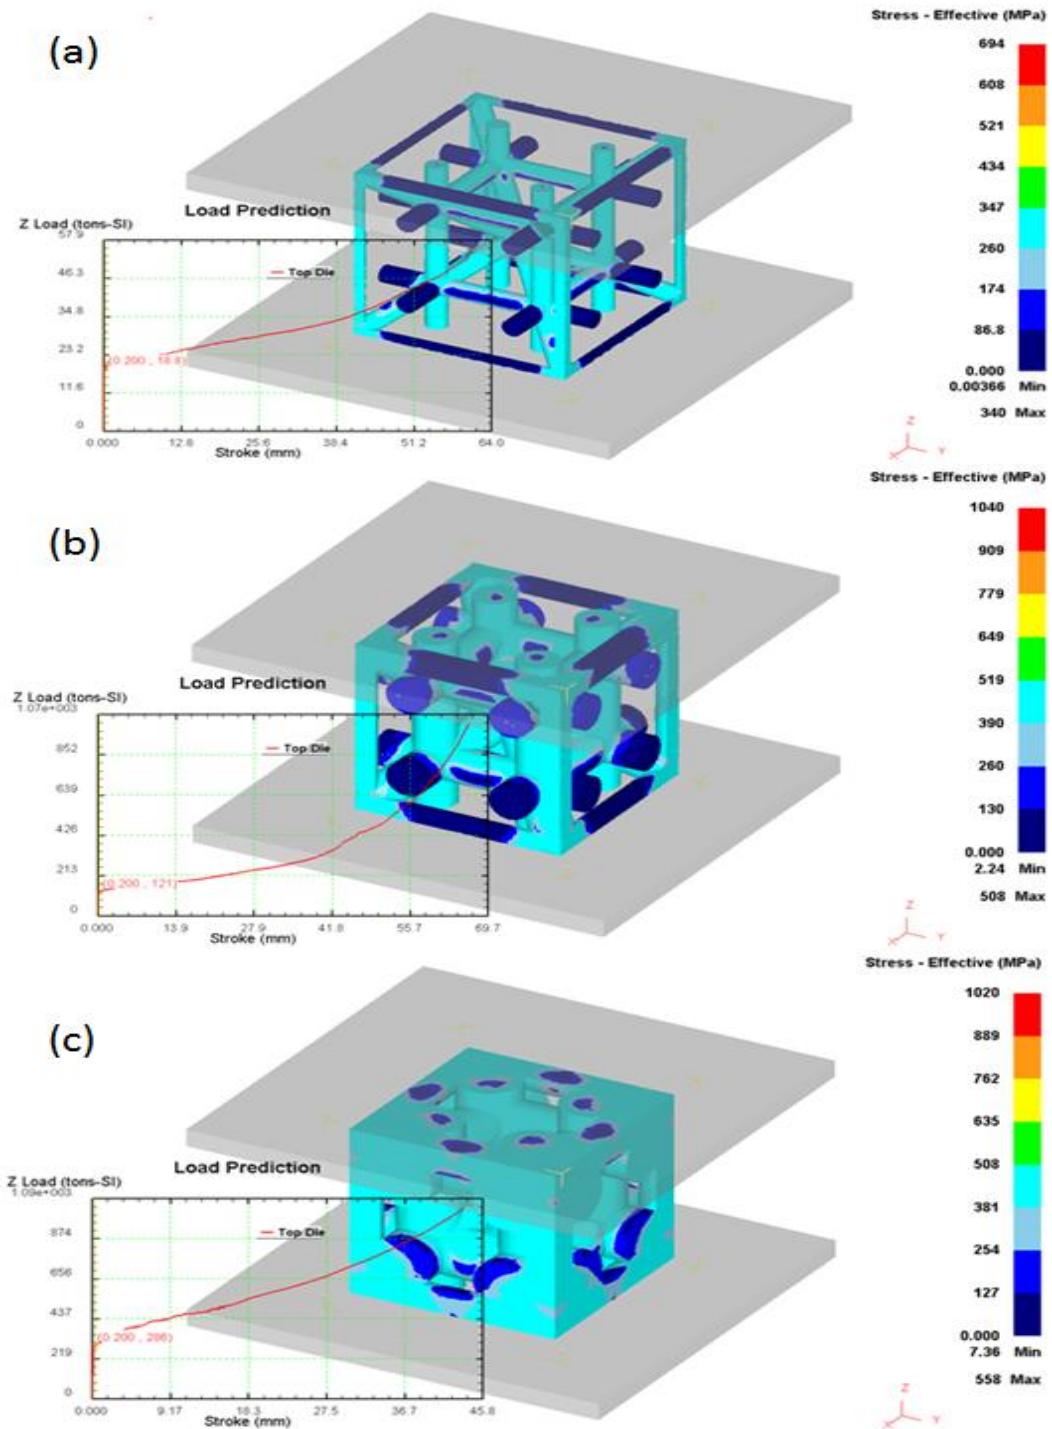 (a)
Stress - Effective (MPa)
694
608
521
434
347
260
174
86.8
0.000
0.00366 Min
340 Max
Load Prediction
Z Load (tons-SI)
57.9
46.3
34.8
23.2
11.6
0
Top Die
(0.200 , 18.8)
0.000 12.8 25.6 38.4 51.2 64.0
Stroke (mm)
Z
X Y
(b)
Stress - Effective (MPa)
1040
909
779
649
519
390
260
130
0.000
2.24 Min
508 Max
Load Prediction
Z Load (tons-SI)
1.07e+003
852
639
426
213
0
Top Die
(0.200 , 121)
0.000 13.9 27.9 41.8 55.7 69.7
Stroke (mm)
Z
X Y
(c)
Stress - Effective (MPa)
1020
889
762
635
508
381
254
127
0.000
7.36 Min
558 Max
Load Prediction
Z Load (tons-SI)
1.09e+003
874
656
437
219
0
Top Die
(0.200 , 286)
0.000 9.17 18.3 27.5 36.7 45.8
Stroke (mm)
Z
X Y